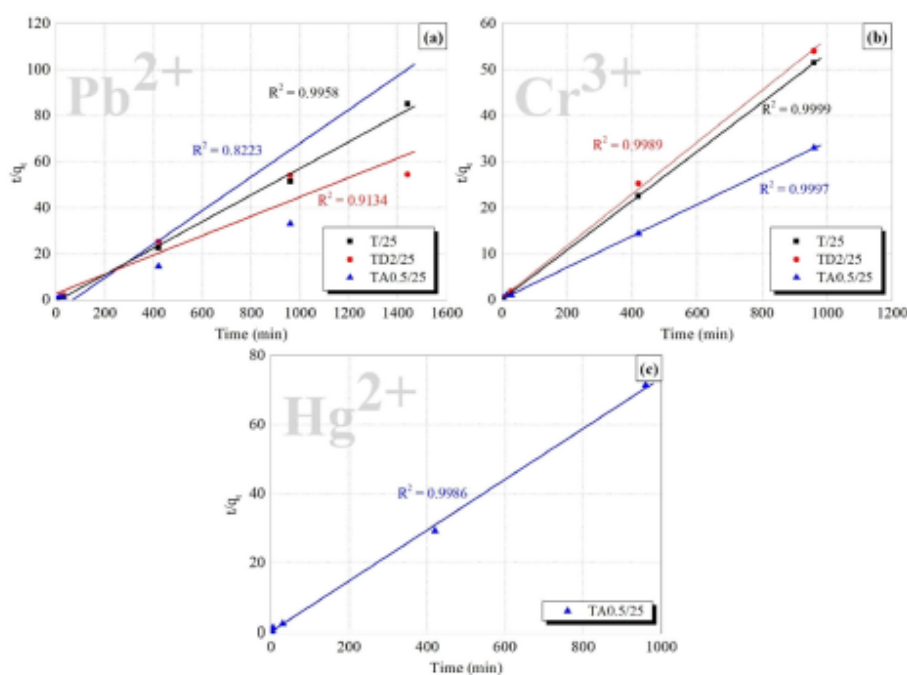 (a)
Pb2+
120
100
80
60
40
20
0
t/qt
R2 = 0.9958
R2 = 0.8223
R2 = 0.9134
T/25
TD2/25
TA0.5/25
0 200 400 600 800 1000 1200 1400 1600
Time (min)
(b)
Cr3+
60
50
40
30
20
10
0
t/qt
R2 = 0.9999
R2 = 0.9989
R2 = 0.9997
T/25
TD2/25
TA0.5/25
0 200 400 600 800 1000 1200
Time (min)
(c)
Hg2+
80
60
40
20
0
t/qt
R2 = 0.9986
TA0.5/25
0 200 400 600 800 1000
Time (min)